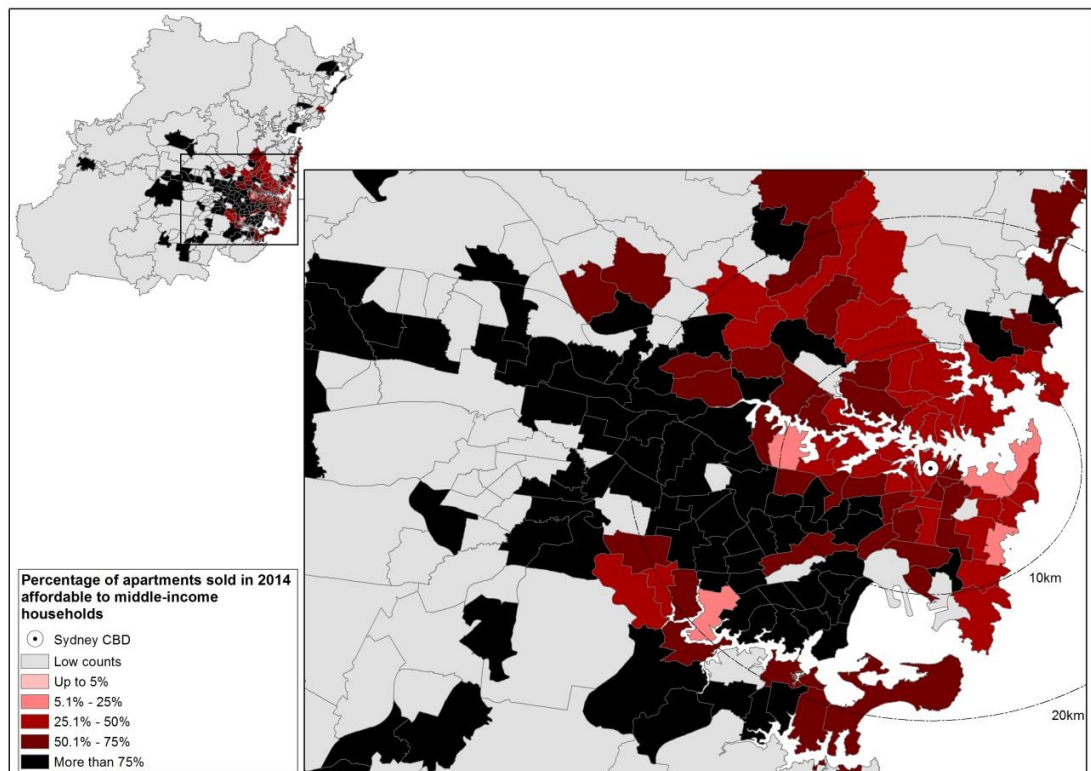 10km
20km
Percentage of apartments sold in 2014
affordable to middle-income
households
Sydney CBD
Low counts
Up to 5%
5.1% - 25%
25.1% - 50%
50.1% - 75%
More than 75%